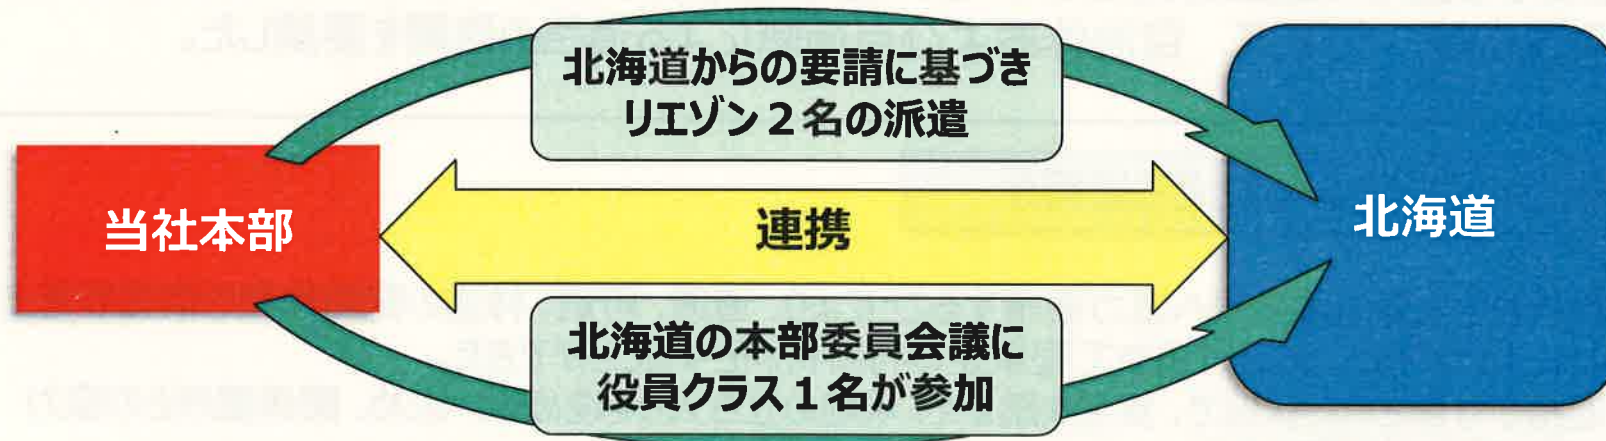 北海道からの要請に基づき
リエゾン２名の派遣
当社本部
連携
北海道
北海道の本部委員会議に
役員クラス１名が参加